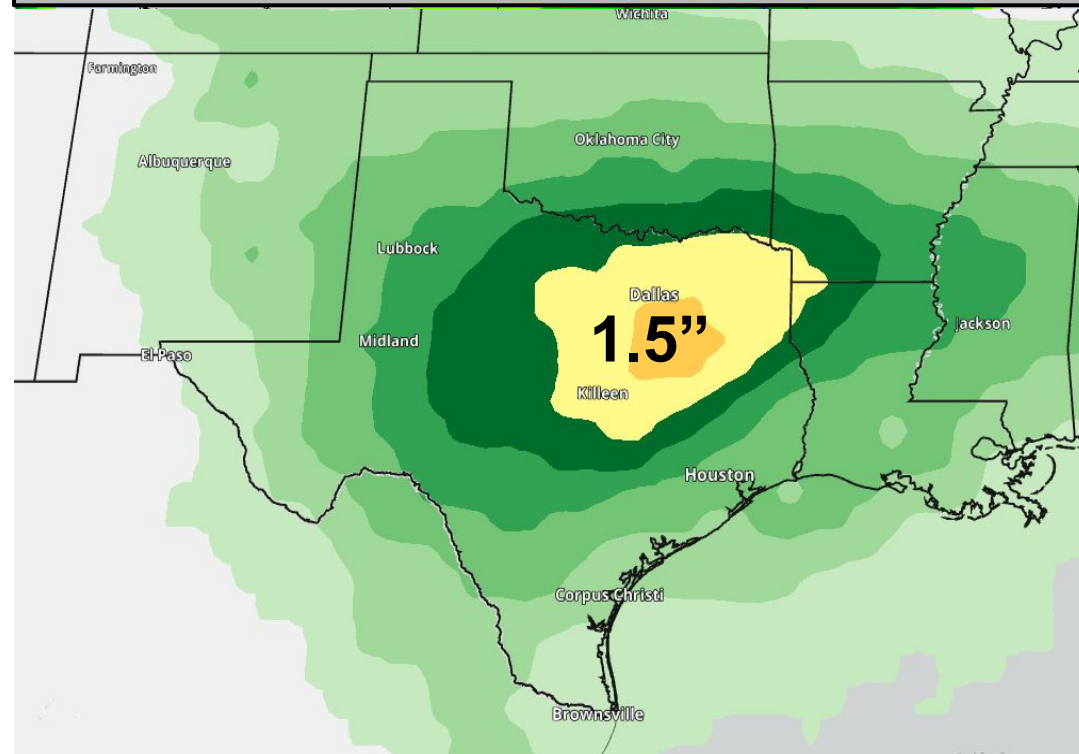 Wichita
Farmington
Oklahoma City
Albuquerque
Lubbock
Dallas
1.5”
Jackson
Midland
El Paso
Killeen
Houston
Corpus Christi
Brownsville